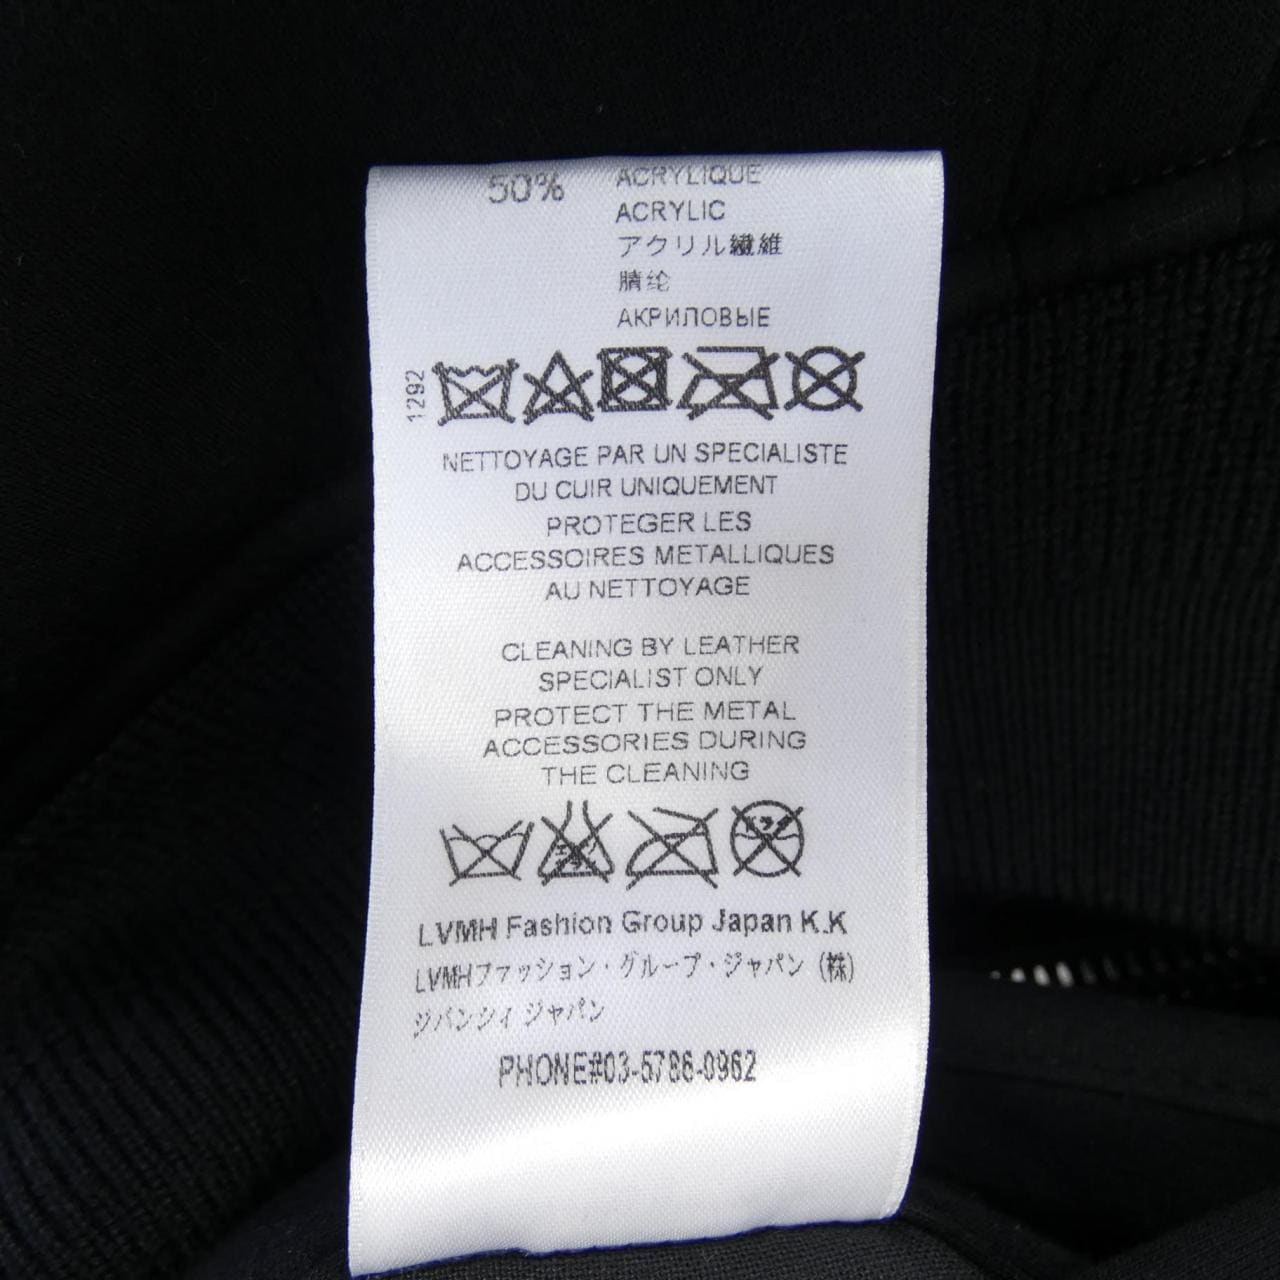 50% ACRYLIQUE
ACRYLIC
アクリル繊維
腈纶
АКРИЛОВЫЕ
1292
NETTOYAGE PAR UN SPECIALISTE
DU CUIR UNIQUEMENT
PROTEGER LES
ACCESSOIRES METALLIQUES
AU NETTOYAGE
CLEANING BY LEATHER
SPECIALIST ONLY
PROTECT THE METAL
ACCESSORIES DURING
THE CLEANING
LVMH Fashion Group Japan K.K
LVMHファッション・グループ・ジャパン (株)
ジバンシィ ジャパン
PHONE#03-5786-0962